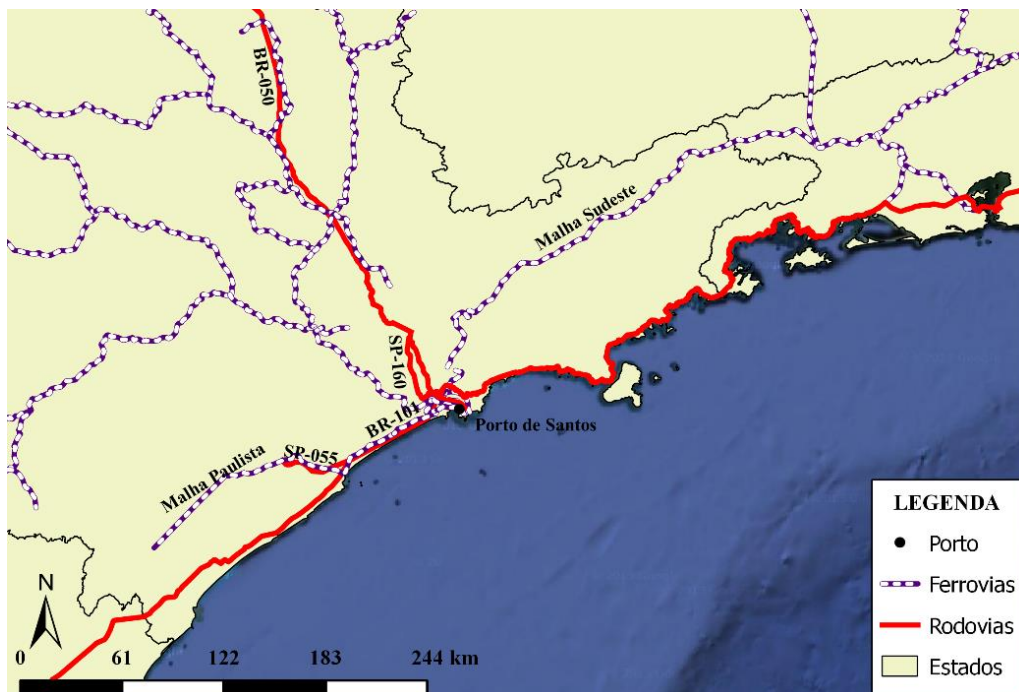 BR-050
Malha Sudeste
SP-160
BR-101
Porto de Santos
SP-055
Malha Paulista
1
N
0 61 122 183 244 km
LEGENDA
Porto
Ferrovias
Rodovias
Estados